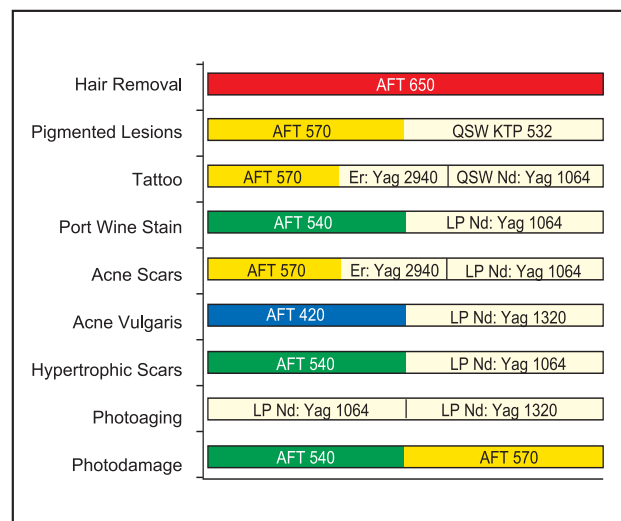 Hair Removal AFT 650
Pigmented Lesions AFT 570 QSW KTP 532
Tattoo AFT 570 Er: Yag 2940 QSW Nd: Yag 1064
Port Wine Stain AFT 540 LP Nd: Yag 1064
Acne Scars AFT 570 Er: Yag 2940 LP Nd: Yag 1064
Acne Vulgaris AFT 420 LP Nd: Yag 1320
Hypertrophic Scars AFT 540 LP Nd: Yag 1064
Photoaging LP Nd: Yag 1064 LP Nd: Yag 1320
Photodamage AFT 540 AFT 570